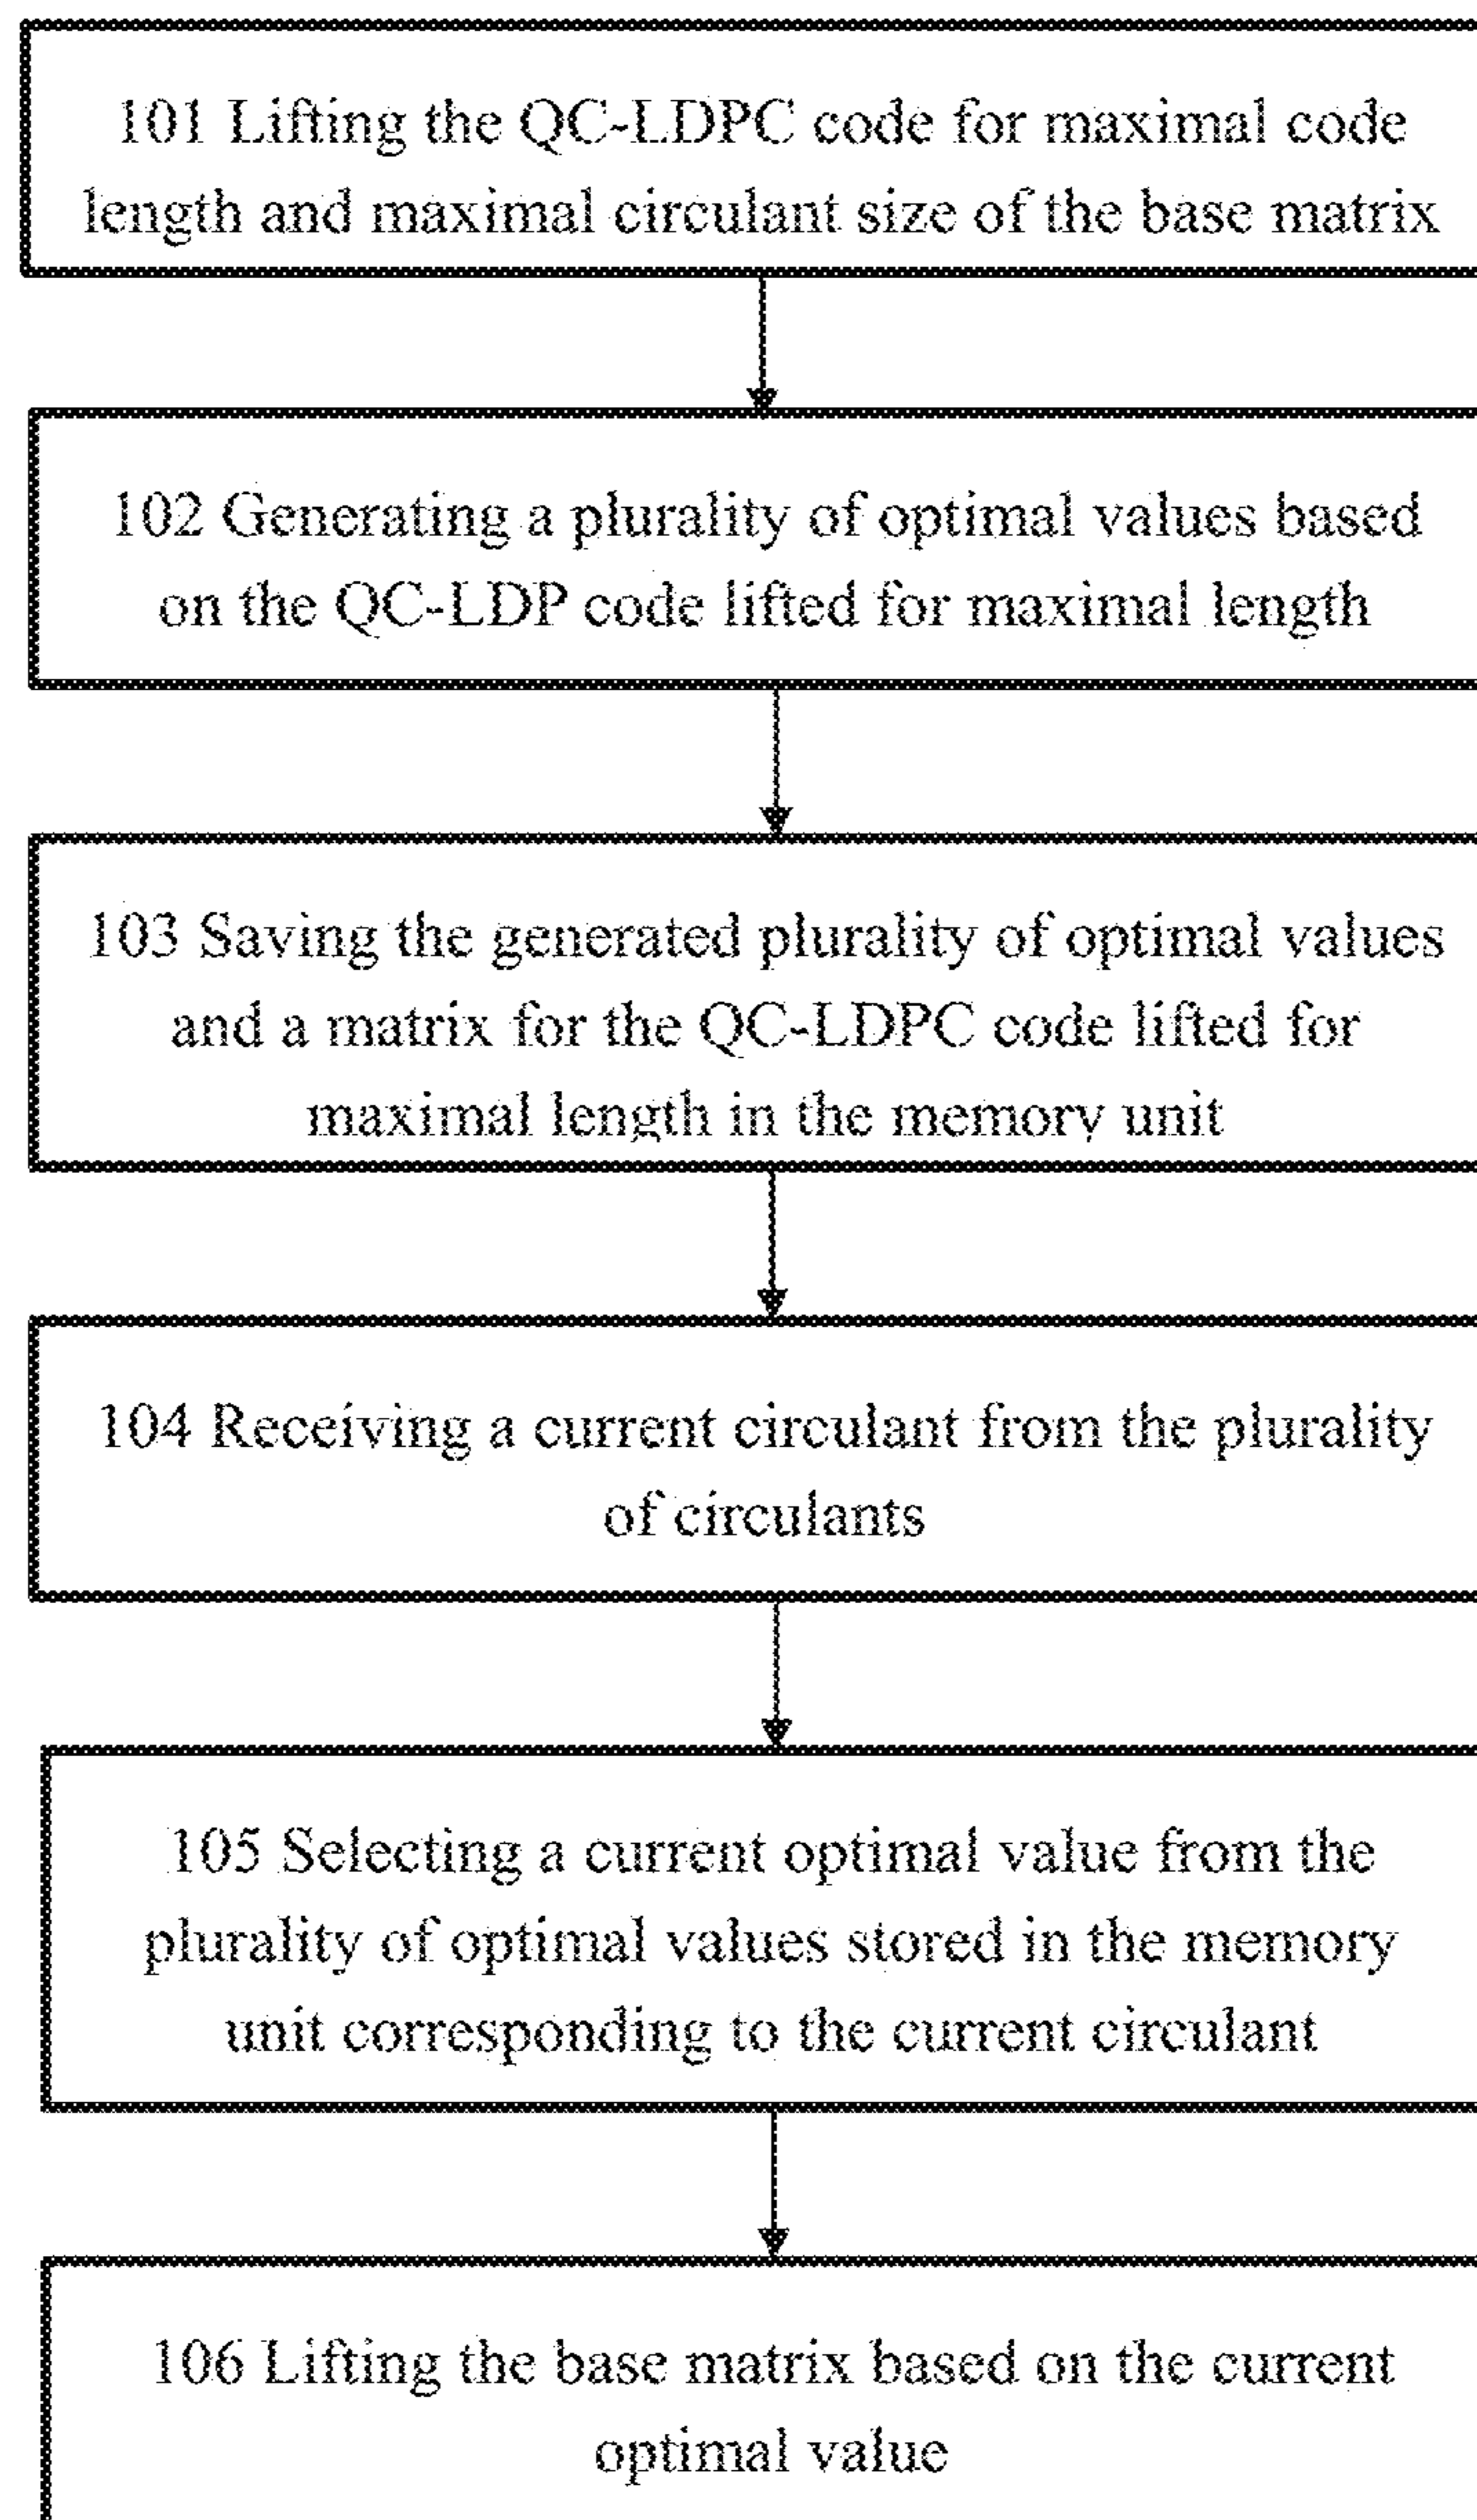 101 Lifting the QC-LDPC code for maximal code
length and maximal circulant size of the base matrix
102 Generating a plurality of optimal values based
on the QC-LDP code lifted for maximal length
103 Saving the generated plurality of optimal values
and a matrix for the QC-LDPC code lifted for
maximal length in the memory unit
104 Receiving a current circulant from the plurality
of circulants
105 Selecting a current optimal value from the
plurality of optimal values stored in the memory
unit corresponding to the current circulant
106 Lifting the base matrix based on the current
optimal value